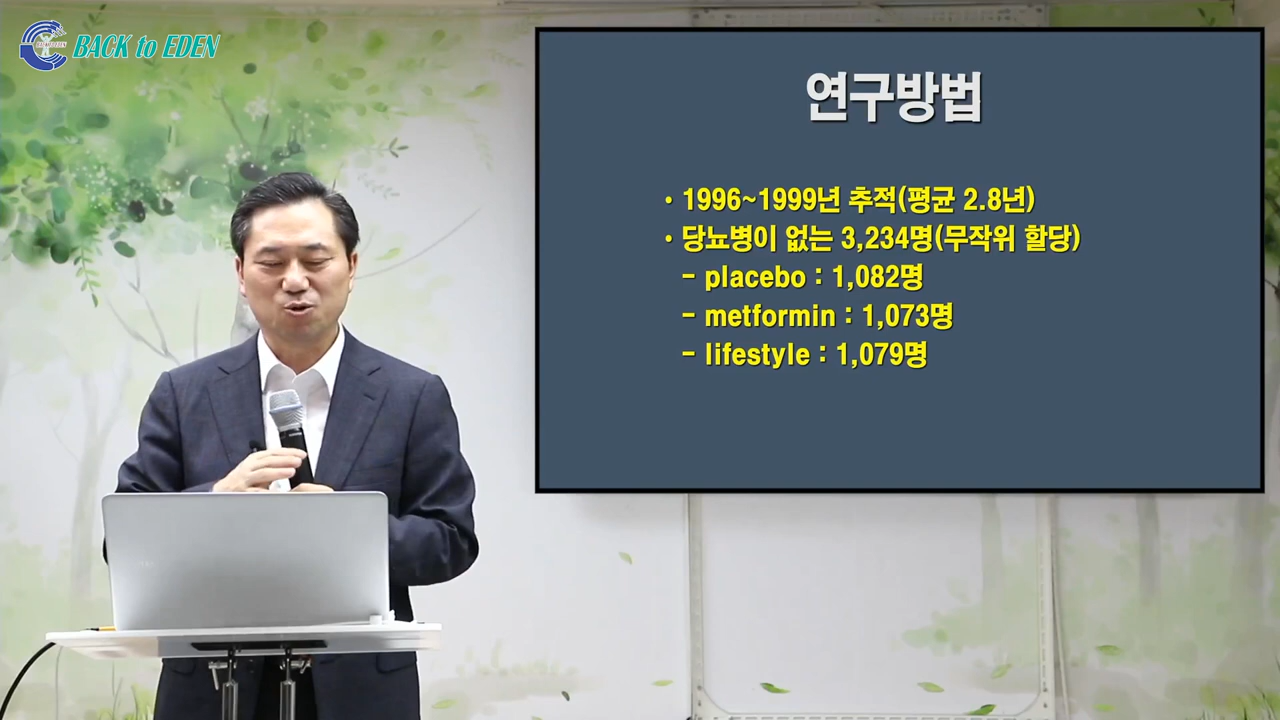 BACK to EDEN
연구방법
• 1996~1999년 추적(평균 2.8년)
• 당뇨병이 없는 3,234명(무작위 할당)
- placebo : 1,082명
- metformin : 1,073명
- lifestyle : 1,079명